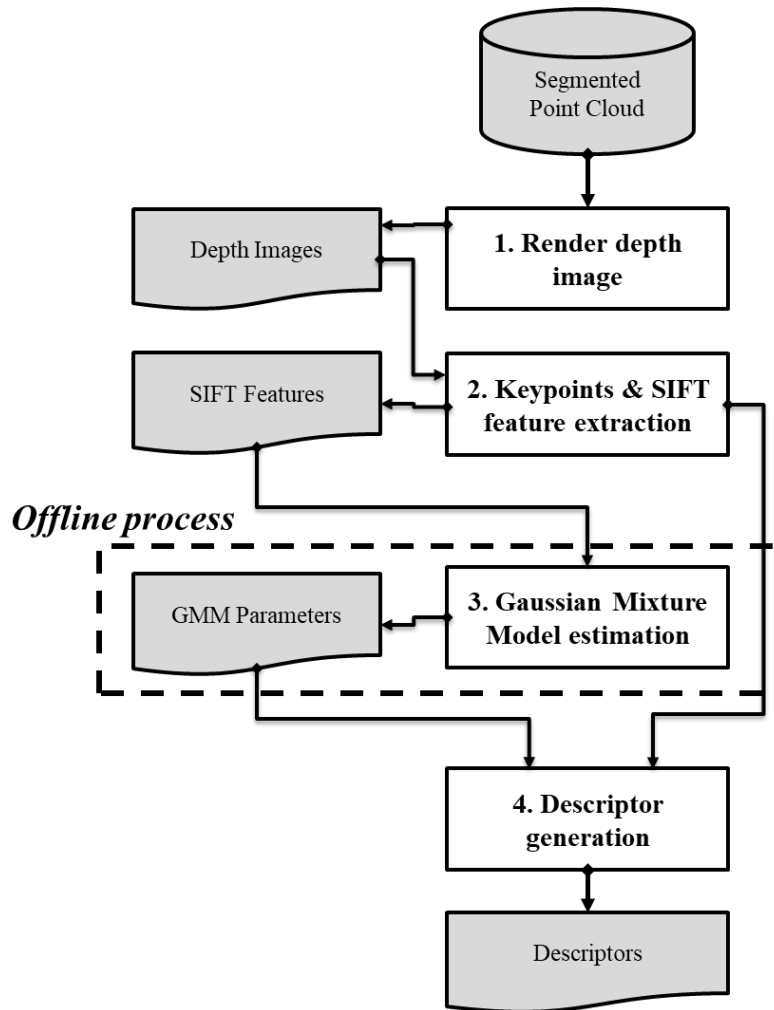 Segmented
Point Cloud
Depth Images
1. Render depth
image
SIFT Features
2. Keypoints & SIFT
feature extraction
Offline process
GMM Parameters
3. Gaussian Mixture
Model estimation
4. Descriptor
generation
Descriptors